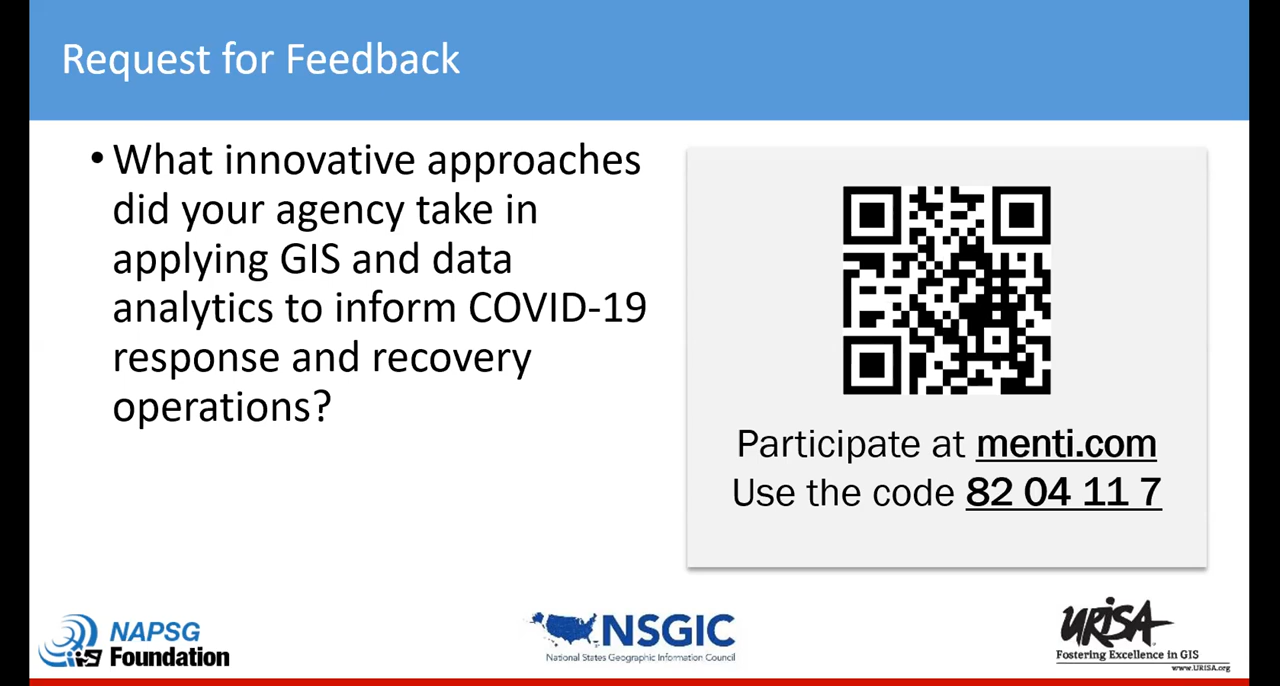 Request for Feedback
• What innovative approaches
did your agency take in
applying GIS and data
analytics to inform COVID-19
response and recovery
operations?
Participate at menti.com
Use the code 82 04 11 7
NAPSG
Foundation
NSGIC
National States Geographic Information Council
URISA
Fostering Excellence in GIS
www.URISA.org